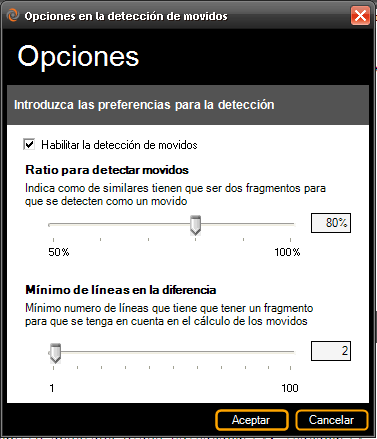 Opciones en la detección de movidos
Opciones
Introduzca las preferencias para la detección
Habilitar la detección de movidos
Ratio para detectar movidos
Indica como de similares tienen que ser dos fragmentos para
que se detecten como un movido
80%
50%
100%
Mínimo de líneas en la diferencia
Mínimo numero de líneas que tiene que tener un fragmento
para que se tenga en cuenta en el cálculo de los movidos
2
1
100
Aceptar
Cancelar